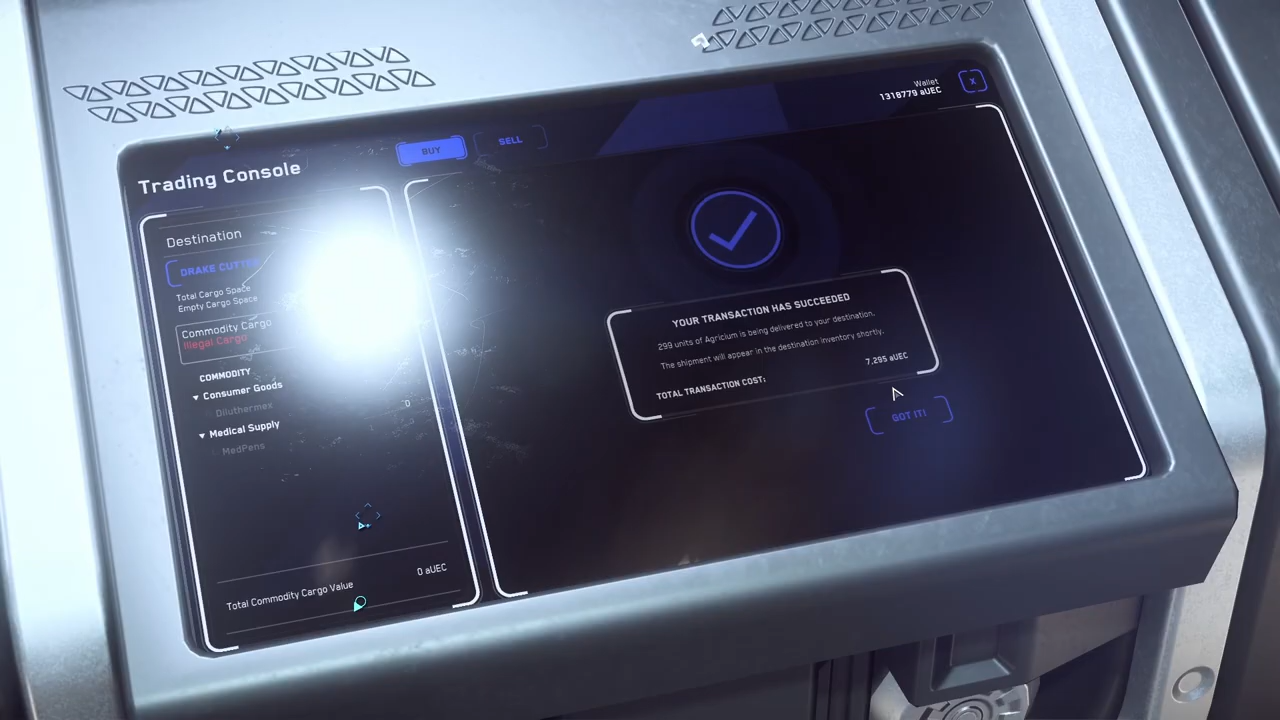 Wallet
1318779 aUEC
X
BUY
SELL
Trading Console
Destination
DRAKE CUTTER
Total Cargo Space
Empty Cargo Space
Commodity Cargo
Illegal Cargo
COMMODITY
Consumer Goods
Diluthermex
0
Medical Supply
MedPens
Total Commodity Cargo Value
0 aUEC
YOUR TRANSACTION HAS SUCCEEDED
299 units of Agricium is being delivered to your destination.
The shipment will appear in the destination inventory shortly.
TOTAL TRANSACTION COST:
7,295 aUEC
GOT IT!